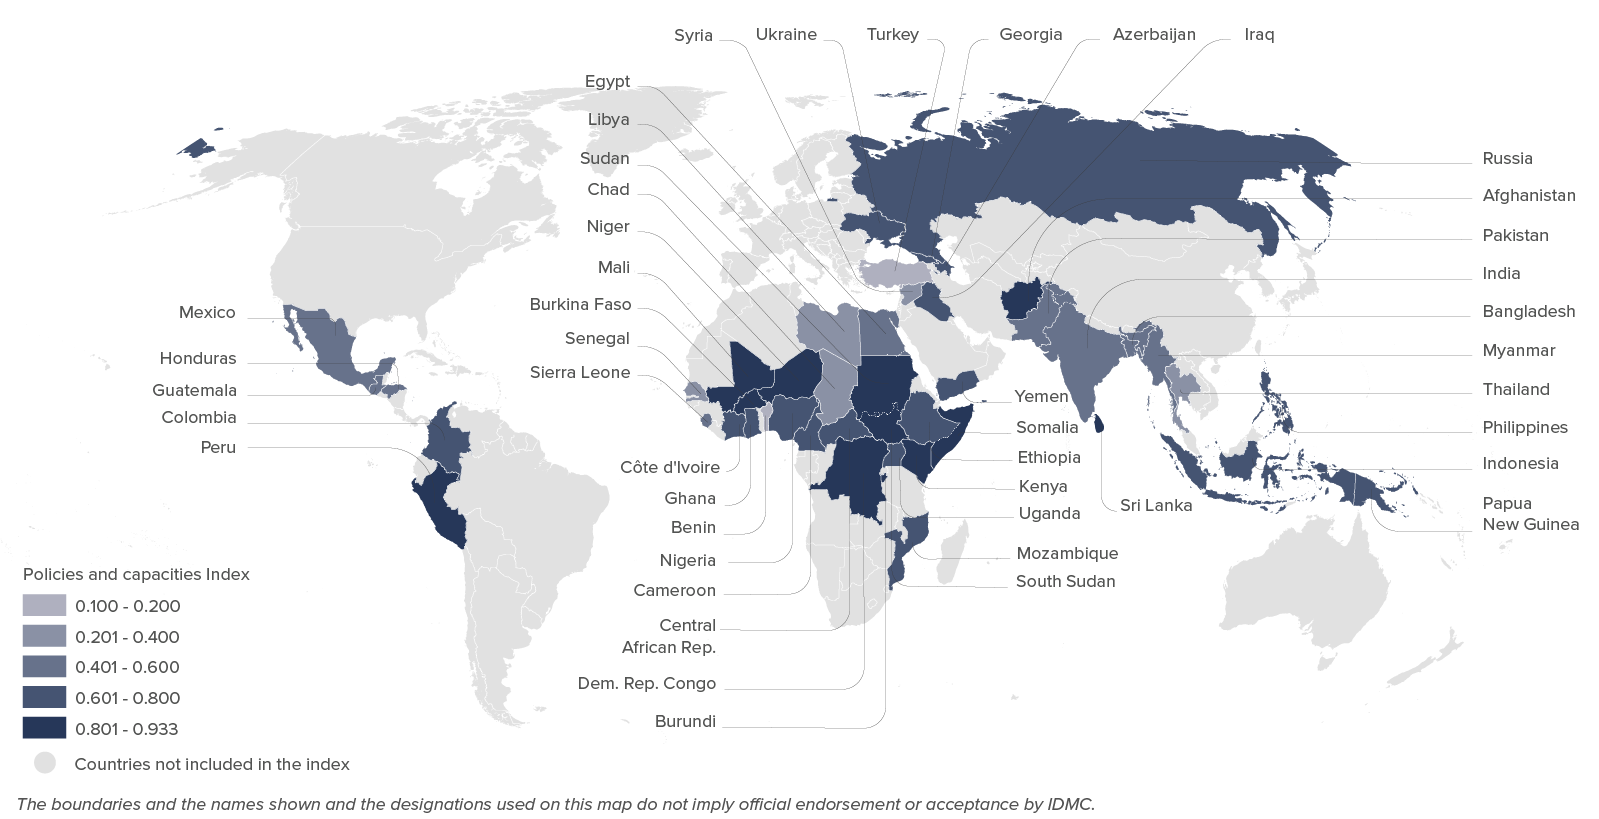 Syria
Ukraine
Turkey
Georgia
Azerbaijan
Iraq
Egypt
Libya
Sudan
Chad
Niger
Mali
Burkina Faso
Senegal
Sierra Leone
Russia
Afghanistan
Pakistan
India
Bangladesh
Myanmar
Thailand
Philippines
Indonesia
Papua
New Guinea
Mexico
Honduras
Guatemala
Colombia
Peru
Yemen
Somalia
Ethiopia
Kenya
Uganda
Mozambique
South Sudan
Sri Lanka
Côte d'Ivoire
Ghana
Benin
Nigeria
Cameroon
Central
African Rep.
Dem. Rep. Congo
Burundi
Policies and capacities Index
0.100 - 0.200
0.201 - 0.400
0.401 - 0.600
0.601 - 0.800
0.801 - 0.933
Countries not included in the index
The boundaries and the names shown and the designations used on this map do not imply official endorsement or acceptance by IDMC.